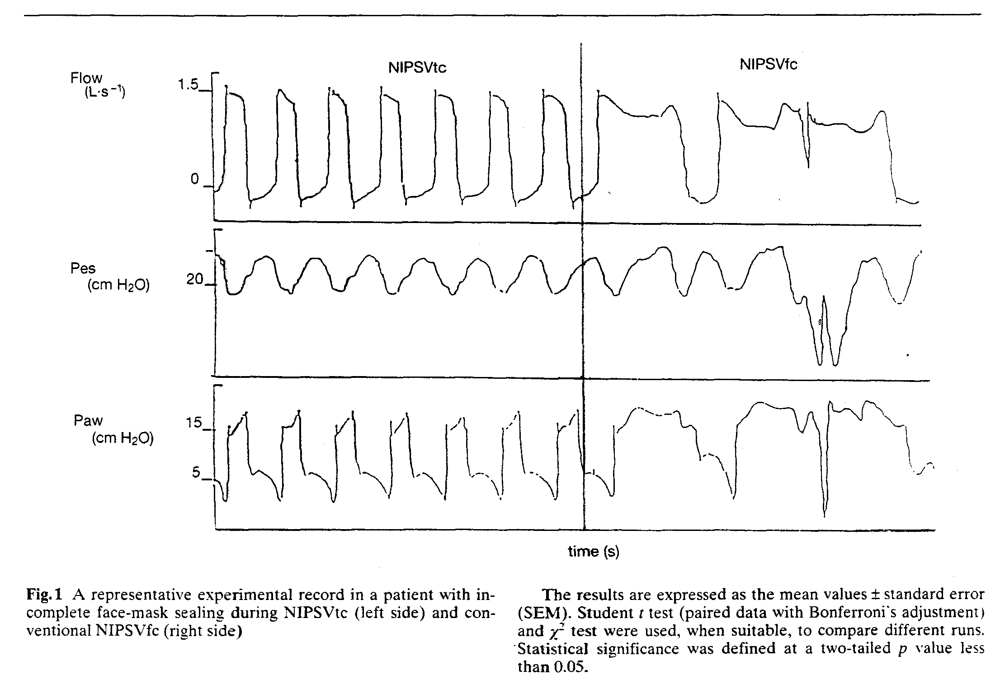 NIPSVtc
NIPSVfc
Flow
(L·s⁻¹)
1.5
0
Pes
(cm H₂O)
20
Paw
(cm H₂O)
15
5
time (s)
Fig. 1 A representative experimental record in a patient with in-
complete face-mask sealing during NIPSVtc (left side) and con-
ventional NIPSVfc (right side)
The results are expressed as the mean values ± standard error
(SEM). Student t test (paired data with Bonferroni's adjustment)
and χ² test were used, when suitable, to compare different runs.
Statistical significance was defined at a two-tailed p value less
than 0.05.